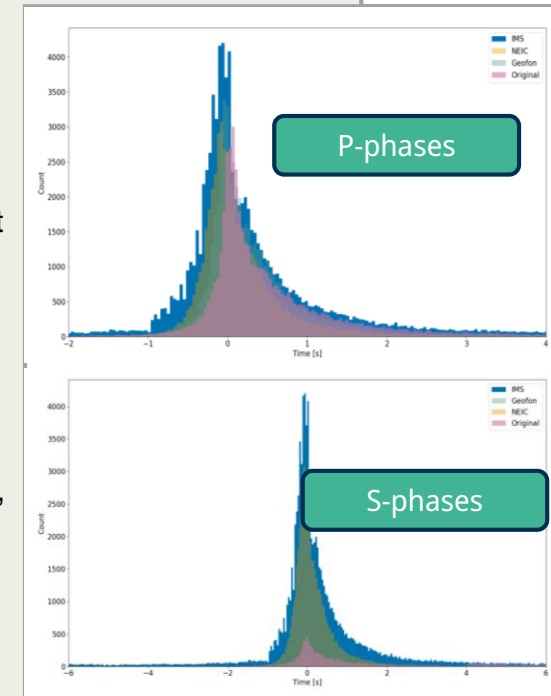 4000
3500
3000
2500
2000
1500
1000
500
0
Count
IMS
NEIC
Geofon
Original
P-phases
−2
−1
0
1
2
3
4
Time [s]
t
4000
3500
3000
2500
2000
1500
1000
500
0
Count
IMS
Geofon
NEIC
Original
S-phases
,
−6
−4
−2
0
2
4
6
Time [s]